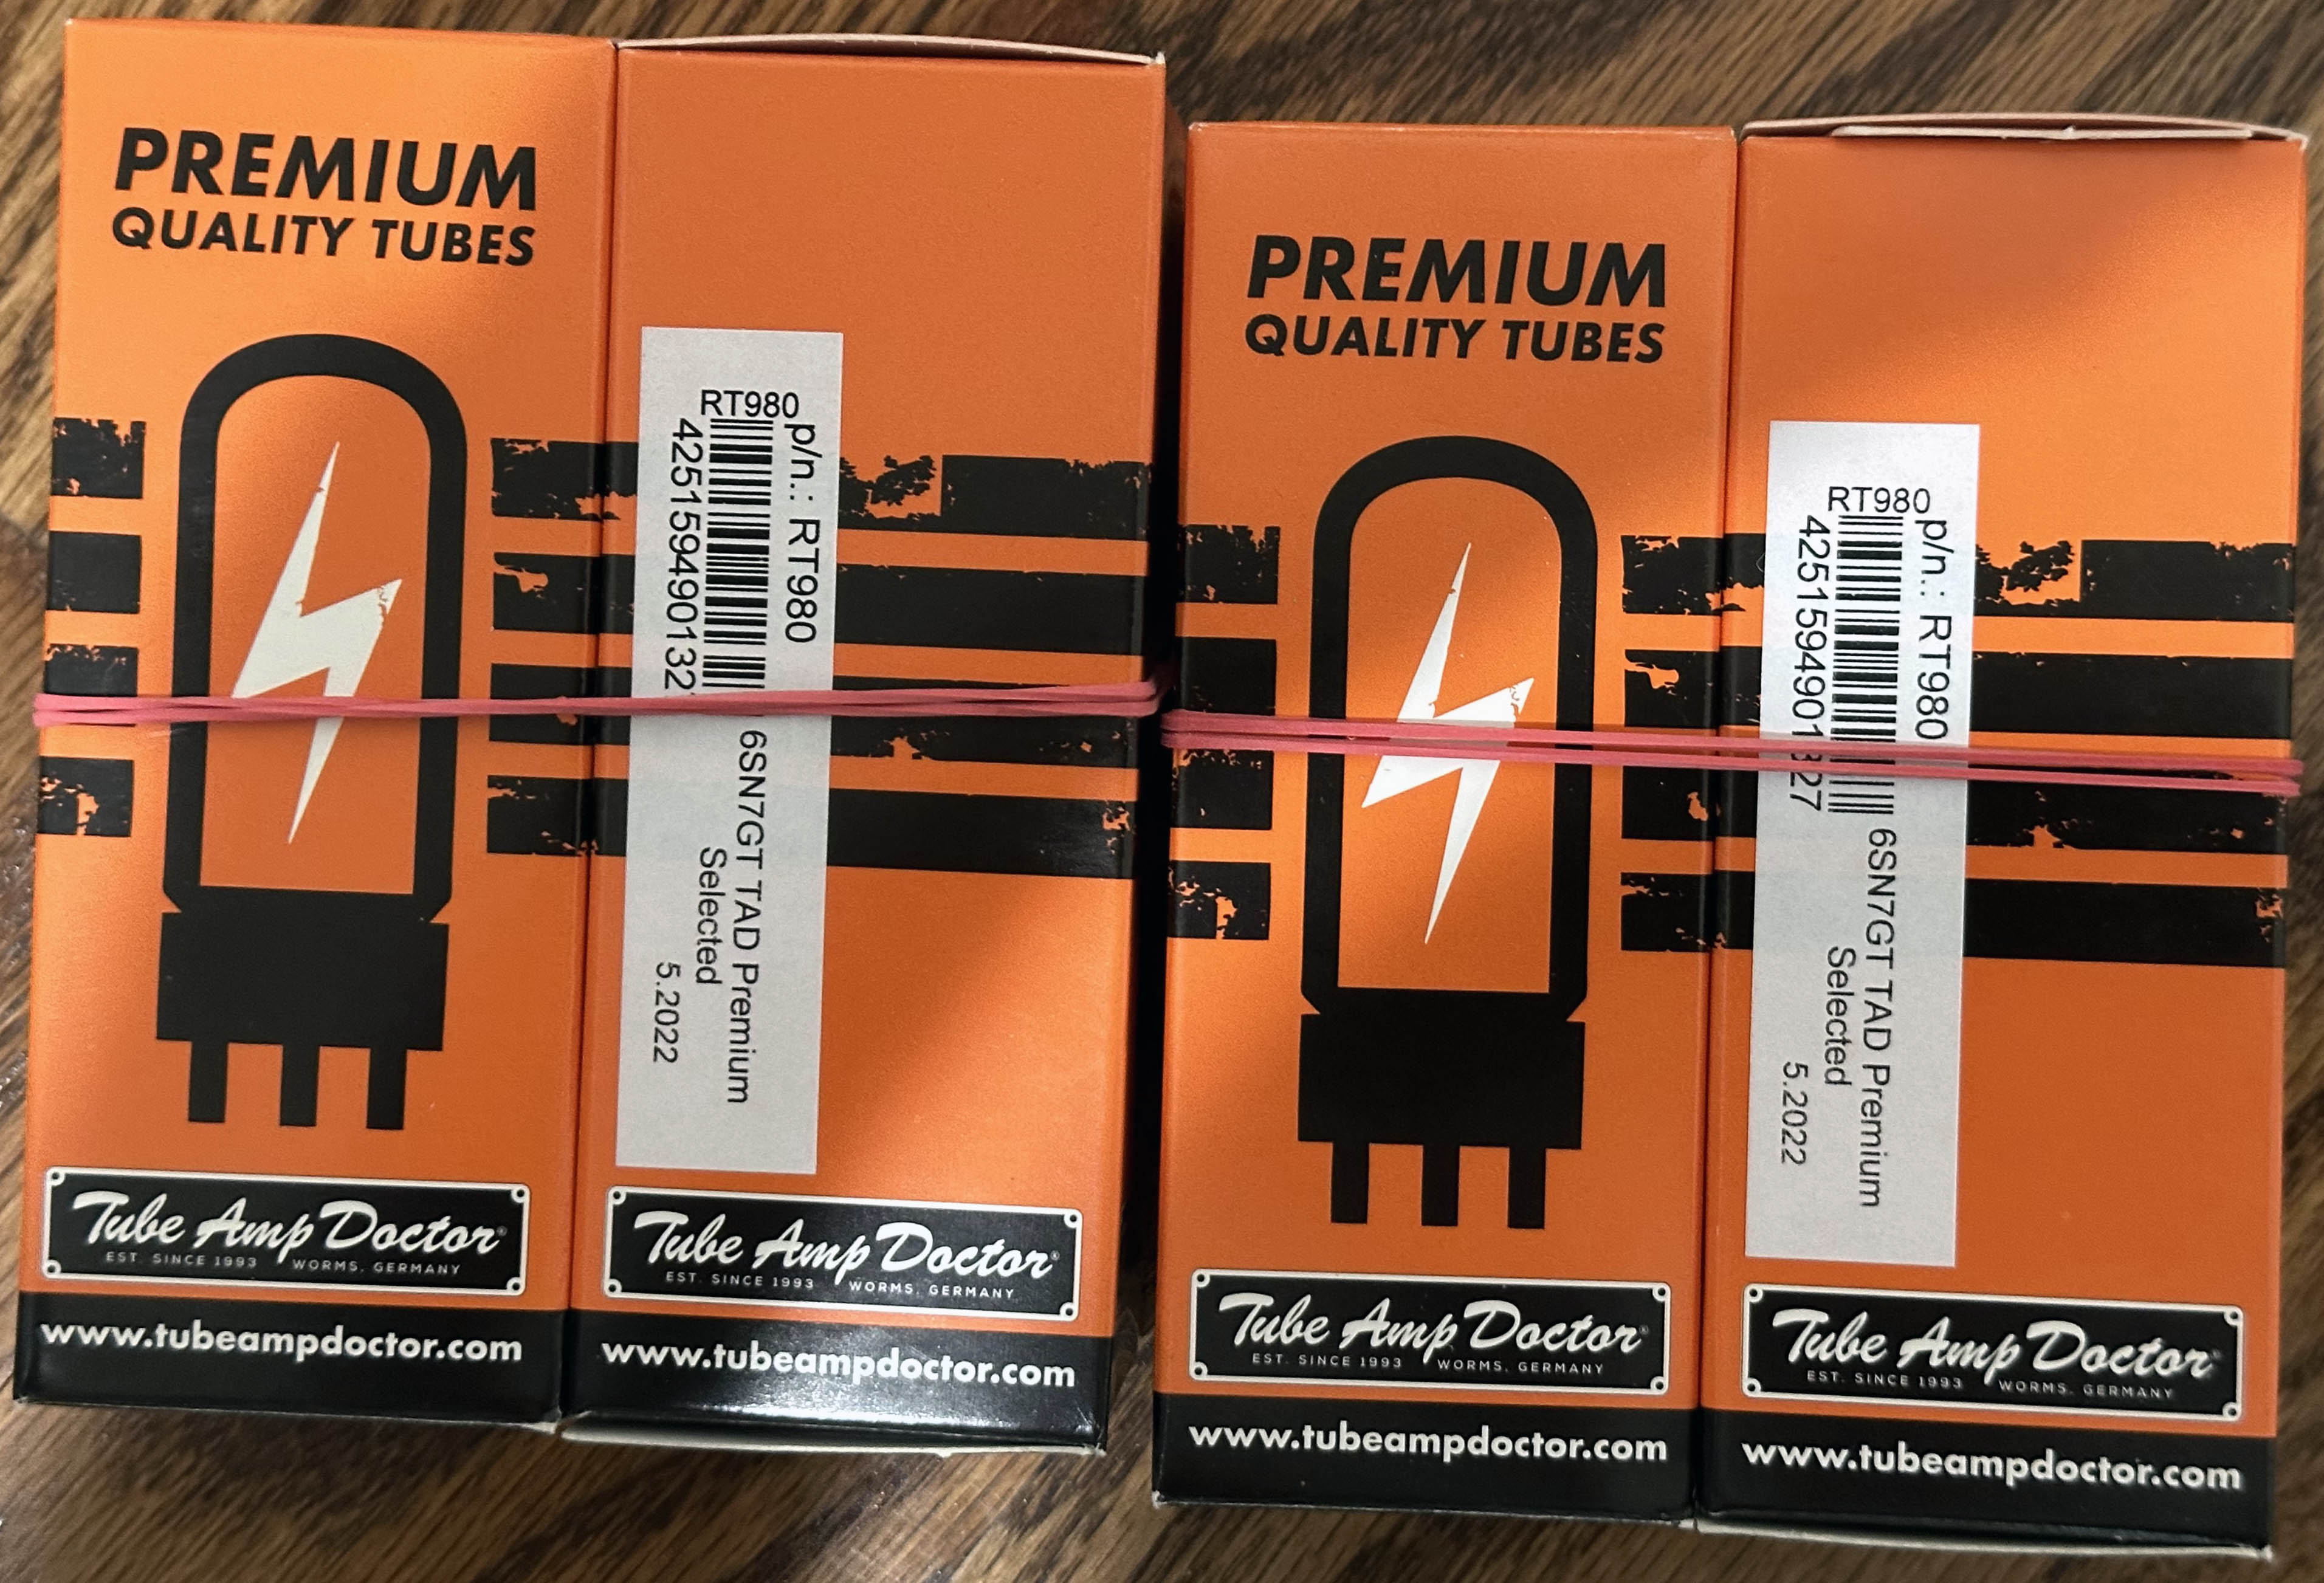 PREMIUM
QUALITY TUBES
Tube Amp Doctor®
EST. SINCE 1993 WORMS, GERMANY
www.tubeampdoctor.com
RT980
p/n.: RT980
425159490132
6SN7GT TAD Premium
Selected
5.2022
Tube Amp Doctor®
EST. SINCE 1993 WORMS, GERMANY
www.tubeampdoctor.com
PREMIUM
QUALITY TUBES
Tube Amp Doctor®
EST. SINCE 1993 WORMS, GERMANY
www.tubeampdoctor.com
RT980
p/n.: RT980
4251594901327
6SN7GT TAD Premium
Selected
5.2022
Tube Amp Doctor®
EST. SINCE 1993 WORMS, GERMANY
www.tubeampdoctor.com